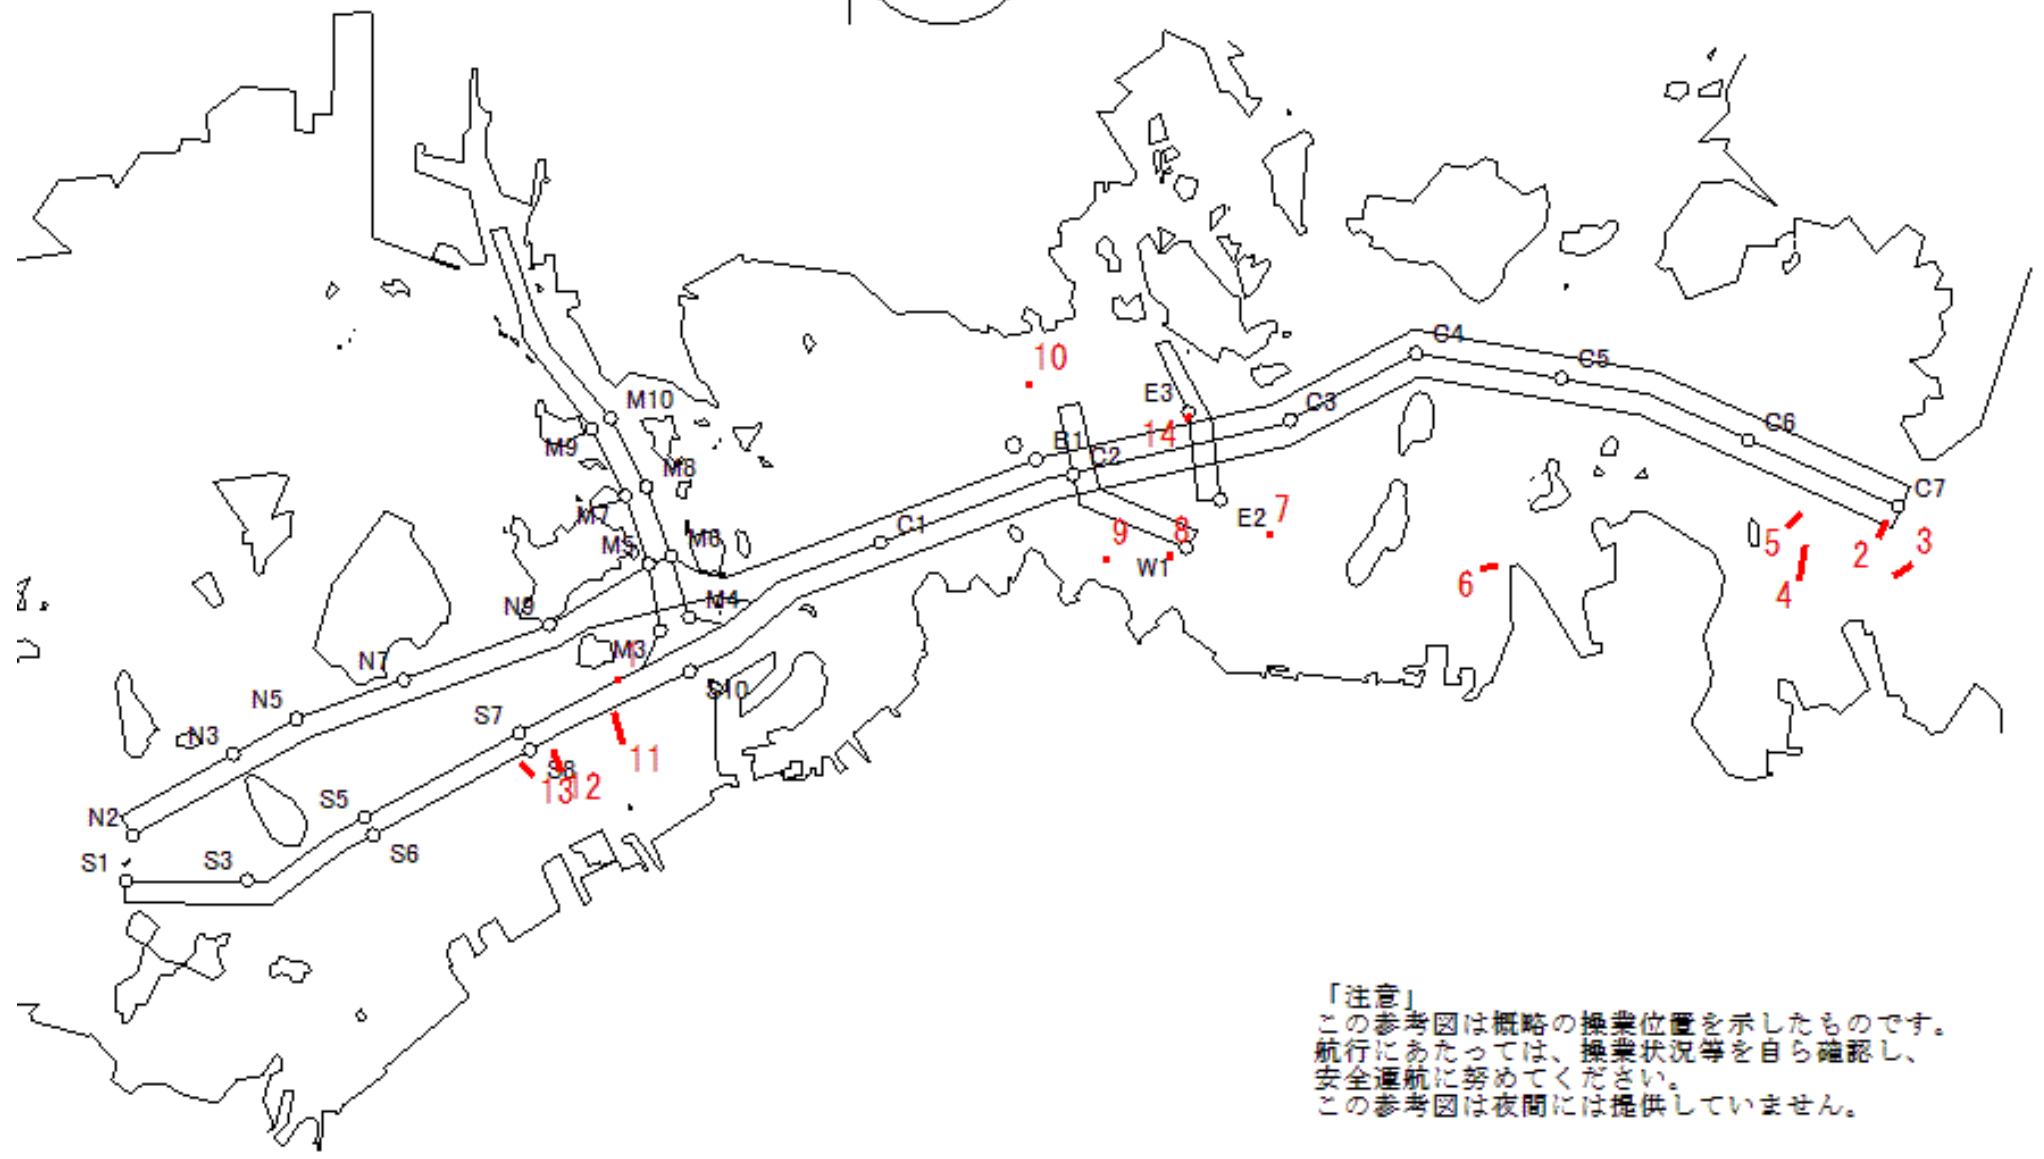 10
C4
C5
E3
M10
C3
14
C6
B1
M9
C2
M8
C7
7
E2
M7
9
8
C1
5
2
3
M5
M6
W1
6
4
N9
M4
1
M3
N7
S10
N5
S7
N3
11
S8
13
12
S5
N2
S1
S3
S6
「注意」
この参考図は概略の操業位置を示したものです。
航行にあたっては、操業状況等を自ら確認し、
安全運航に努めてください。
この参考図は夜間には提供していません。